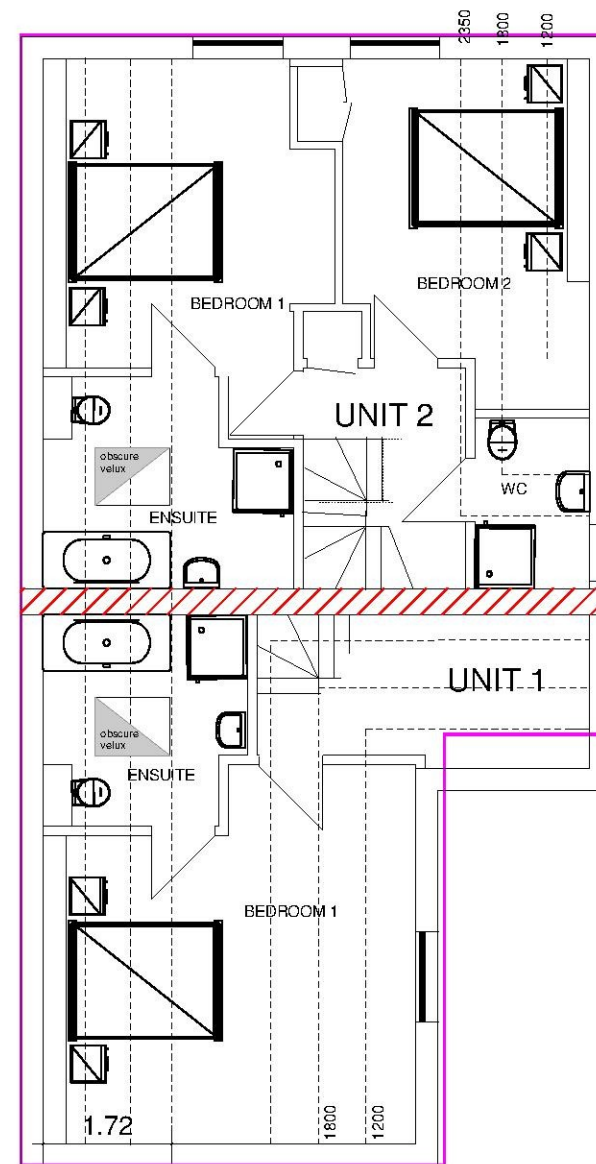 2350
1800
1200
BEDROOM 1
BEDROOM 2
UNIT 2
obscure
velux
ENSUITE
WC
UNIT 1
obscure
velux
ENSUITE
BEDROOM 1
1.72
1800
1200